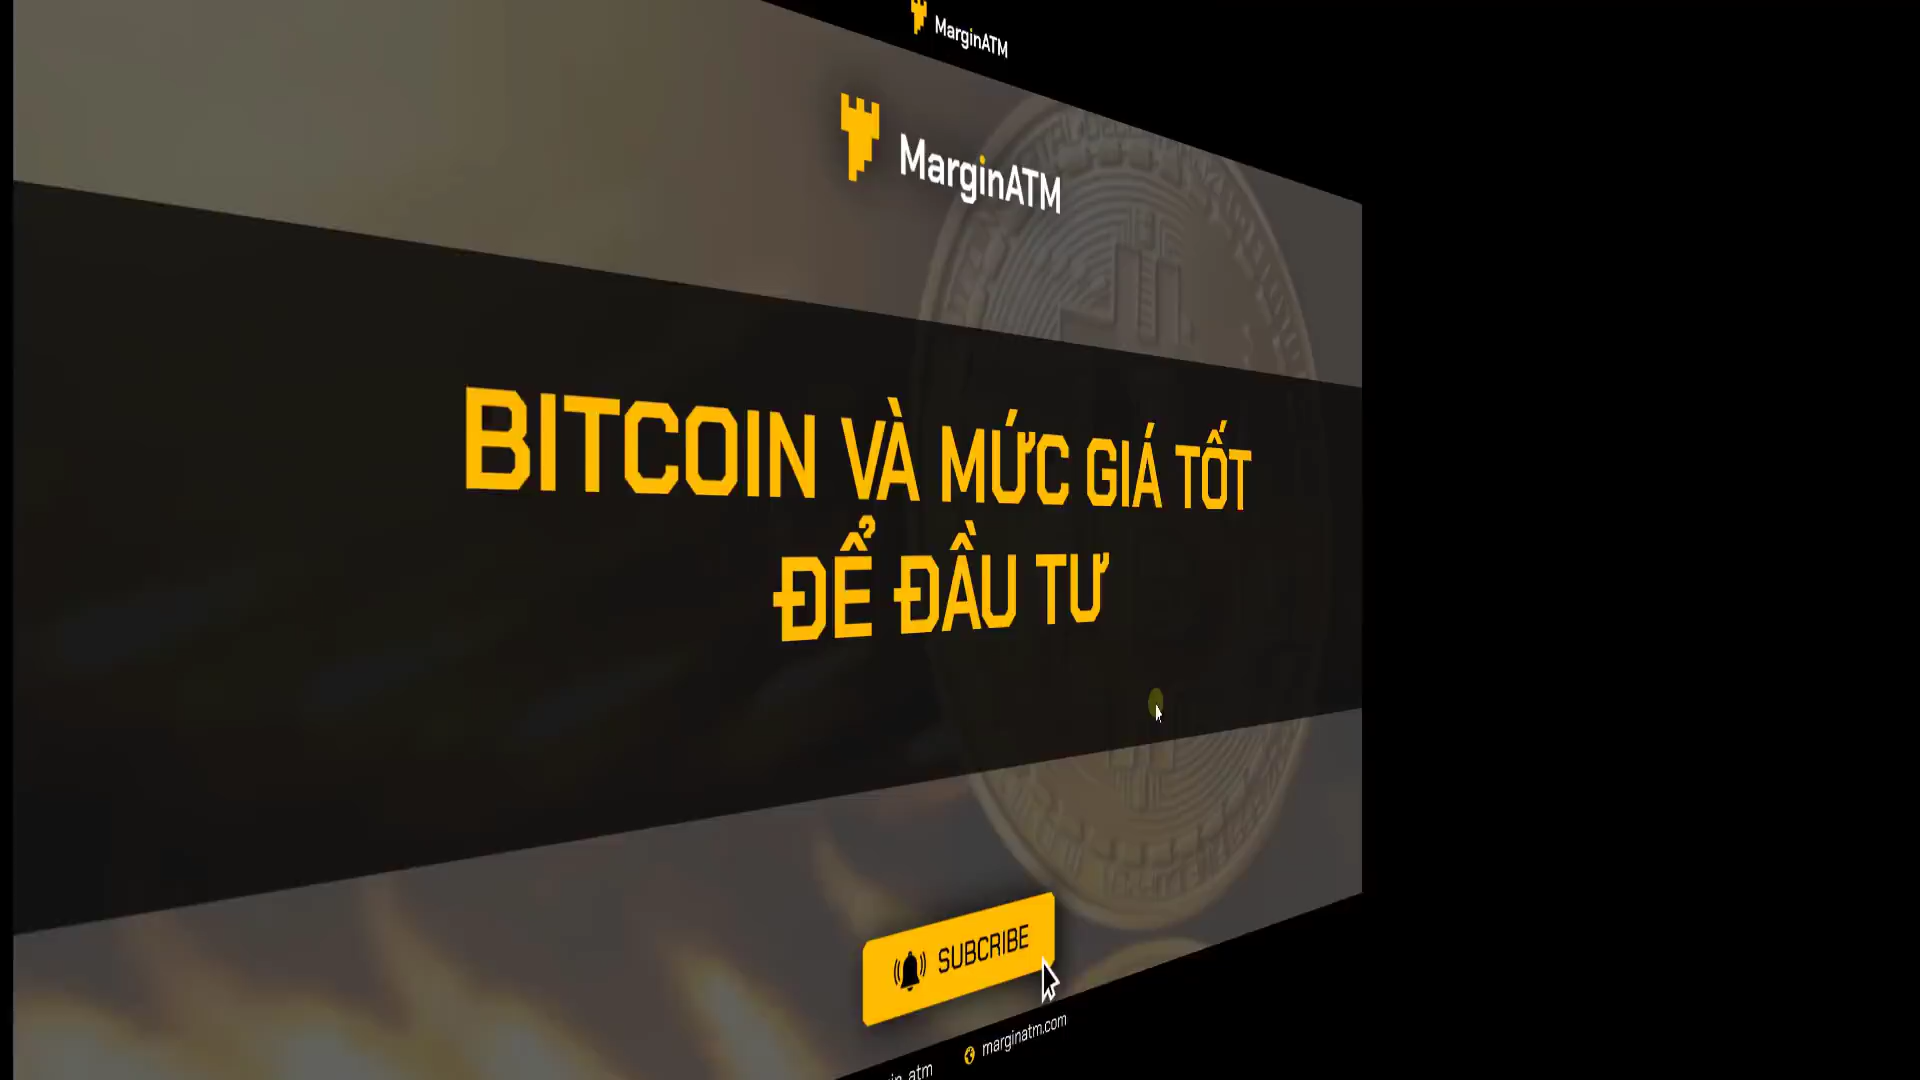 MarginATM
MarginATM
BITCOIN VÀ MỨC GIÁ TỐT
ĐỂ ĐẦU TƯ
SUBCRIBE
marginatm.com